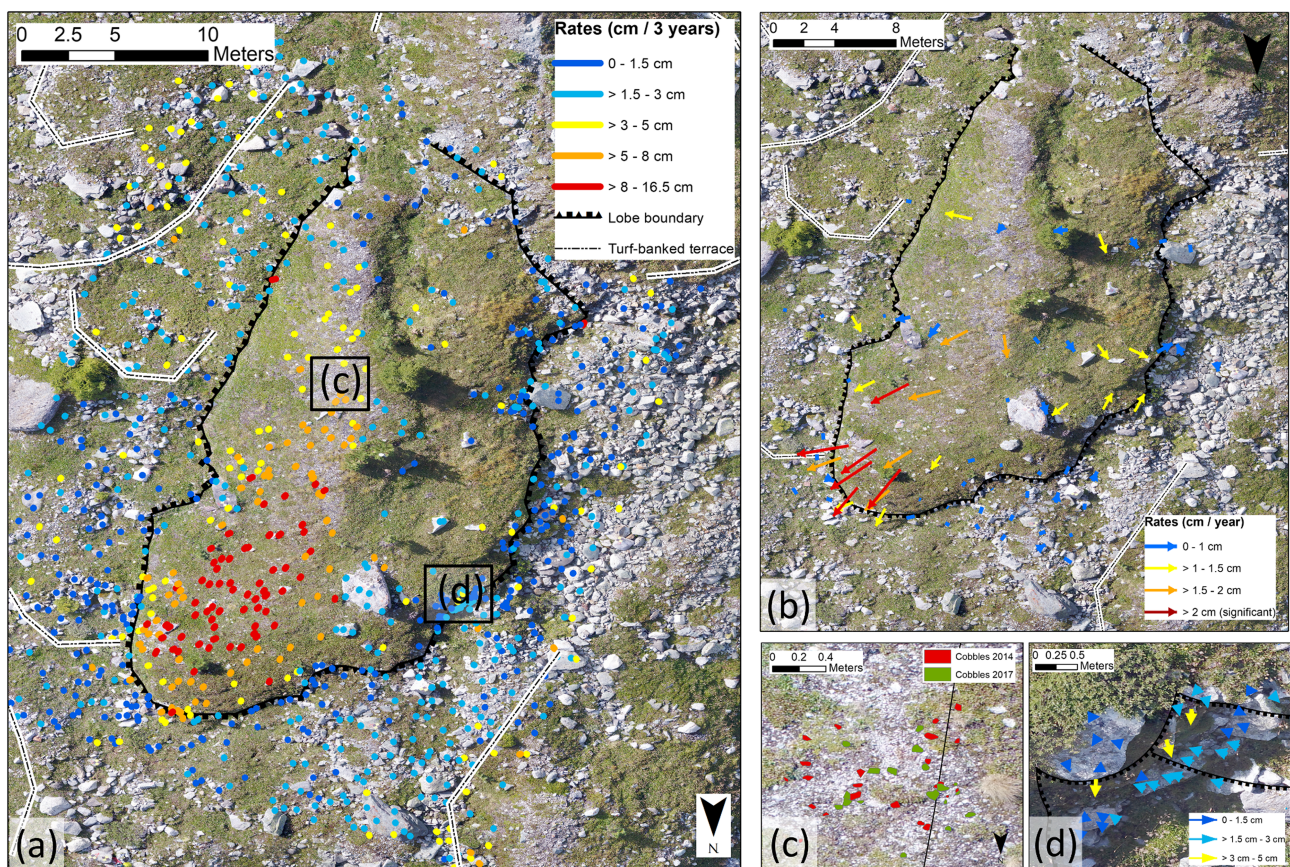 0 2.5 5 10
Meters
Rates (cm / 3 years)
0 - 1.5 cm
> 1.5 - 3 cm
> 3 - 5 cm
> 5 - 8 cm
> 8 - 16.5 cm
Lobe boundary
Turf-banked terrace
(c)
(d)
(a)
N
0 2 4 8
Meters
N
Rates (cm / year)
0 - 1 cm
> 1 - 1.5 cm
> 1.5 - 2 cm
> 2 cm (significant)
(b)
0 0.2 0.4
Meters
Cobbles 2014
Cobbles 2017
(c)
0 0.25 0.5
Meters
0 - 1.5 cm
> 1.5 cm - 3 cm
> 3 cm - 5 cm
(d)